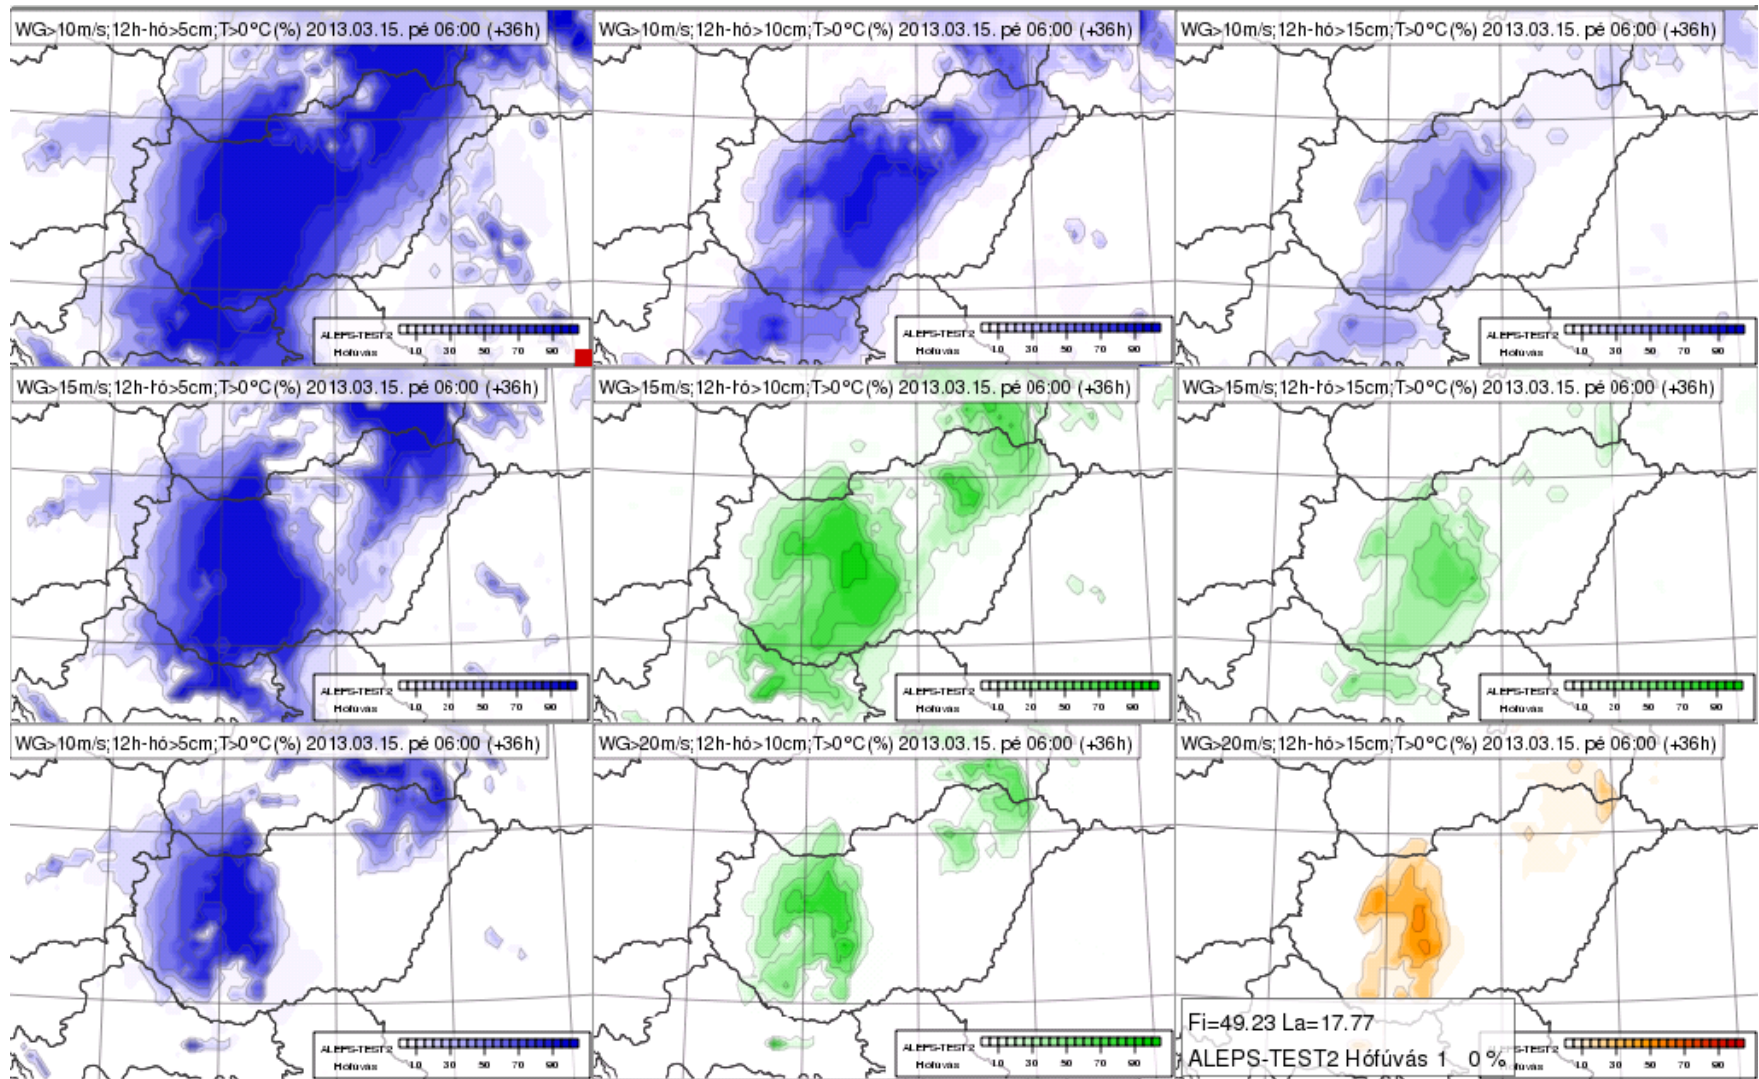 WG>10m/s;12h-hó>5cm;T>0°C(%) 2013.03.15. pé 06:00 (+36h)
WG>10m/s;12h-hó>10cm;T>0°C(%) 2013.03.15. pé 06:00 (+36h)
WG>10m/s;12h-hó>15cm;T>0°C(%) 2013.03.15. pé 06:00 (+36h)
ALEPS-TEST2
Hófúvás 10 30 50 70 90
ALEPS-TEST2
Hófúvás 10 30 50 70 90
ALEPS-TEST2
Hófúvás 10 30 50 70 90
WG>15m/s;12h-hó>5cm;T>0°C(%) 2013.03.15. pé 06:00 (+36h)
WG>15m/s;12h-hó>10cm;T>0°C(%) 2013.03.15. pé 06:00 (+36h)
WG>15m/s;12h-hó>15cm;T>0°C(%) 2013.03.15. pé 06:00 (+36h)
ALEPS-TEST2
Hófúvás 10 30 50 70 90
ALEPS-TEST2
Hófúvás 10 20 50 70 90
ALEPS-TEST2
Hófúvás 10 20 50 70 90
WG>10m/s;12h-hó>5cm;T>0°C(%) 2013.03.15. pé 06:00 (+36h)
WG>20m/s;12h-hó>10cm;T>0°C(%) 2013.03.15. pé 06:00 (+36h)
WG>20m/s;12h-hó>15cm;T>0°C(%) 2013.03.15. pé 06:00 (+36h)
ALEPS-TEST2
Hófúvás 10 30 50 70 90
ALEPS-TEST2
Hófúvás 10 30 50 70 90
Fi=49.23 La=17.77
ALEPS-TEST2 Hófúvás 1 0 %
10 30 50 70 90